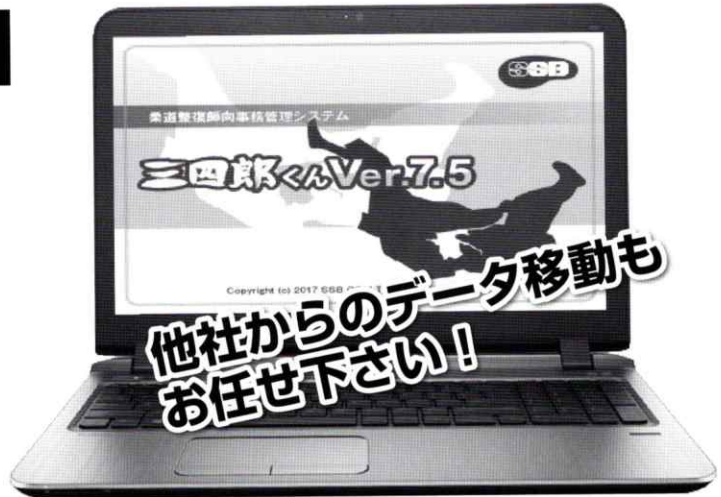 SSB
柔道整復師向事務管理システム
三四郎くんVer.7.5
Copyright (c) 2017 SSB
他社からのデータ移動も
お任せ下さい！